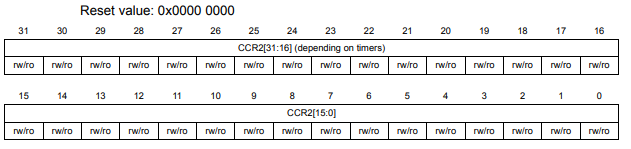 Reset value: 0x0000 0000
31 30 29 28 27 26 25 24 23 22 21 20 19 18 17 16
CCR2[31:16] (depending on timers)
rw/ro rw/ro rw/ro rw/ro rw/ro rw/ro rw/ro rw/ro rw/ro rw/ro rw/ro rw/ro rw/ro rw/ro rw/ro rw/ro
15 14 13 12 11 10 9 8 7 6 5 4 3 2 1 0
CCR2[15:0]
rw/ro rw/ro rw/ro rw/ro rw/ro rw/ro rw/ro rw/ro rw/ro rw/ro rw/ro rw/ro rw/ro rw/ro rw/ro rw/ro